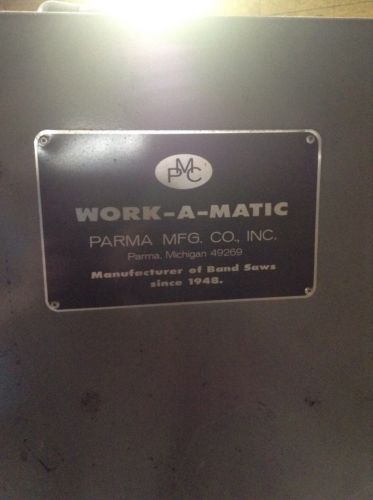 PMC
WORK-A-MATIC
PARMA MFG. CO., INC.
Parma, Michigan 49269
Manufacturer of Band Saws
since 1948.